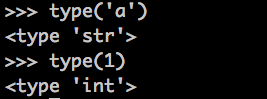 >>> type('a')
<type 'str'>
>>> type(1)
<type 'int'>